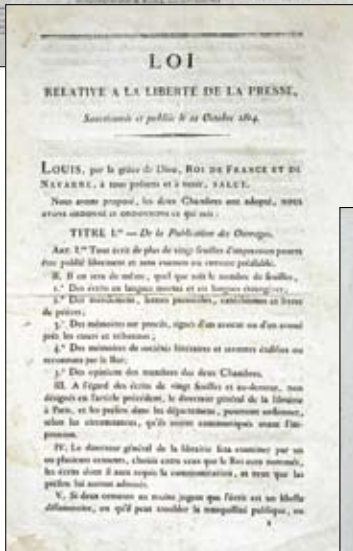 LOI
RELATIVE A LA LIBERTÉ DE LA PRESSE,
Sanctionnée et publiée le 21 Octobre 1814.
LOUIS, par la grâce de Dieu, ROI DE FRANCE ET DE
NAVARRE, à tous présens et à venir, SALUT.
Nous avons proposé, les deux Chambres ont adopté, NOUS
AVONS ORDONNÉ et ORDONNONS ce qui suit :
TITRE I.er — De la Publication des Ouvrages.
ART. I.er Tout écrit de plus de vingt feuilles d'impression pourra
être publié librement et sans examen ou censure préalable.
II. Il en sera de même, quel que soit le nombre de feuilles,
1.° Des écrits en langues mortes et en langues étrangères;
2.° Des mandemens, lettres pastorales, catéchismes et livres
de prières;
3.° Des mémoires sur procès, signés d'un avocat ou d'un avoué
près les cours et tribunaux;
4.° Des mémoires de sociétés littéraires et savantes établies ou
reconnues par le Roi;
5.° Des opinions des membres des deux Chambres.
III. A l'égard des écrits de vingt feuilles et au-dessous, non
désignés en l'article précédent, le directeur général de la librairie
à Paris, et les préfets dans les départemens, pourront ordonner,
selon les circonstances, qu'ils soient communiqués avant l'im-
pression.
IV. Le directeur général de la librairie fera examiner par un
ou plusieurs censeurs, choisis entre ceux que le Roi aura nommés,
les écrits dont il aura requis la communication, et ceux que les
préfets lui auront adressés.
V. Si deux censeurs au moins jugent que l'écrit est un libelle
diffamatoire, ou qu'il peut troubler la tranquillité publique, ou